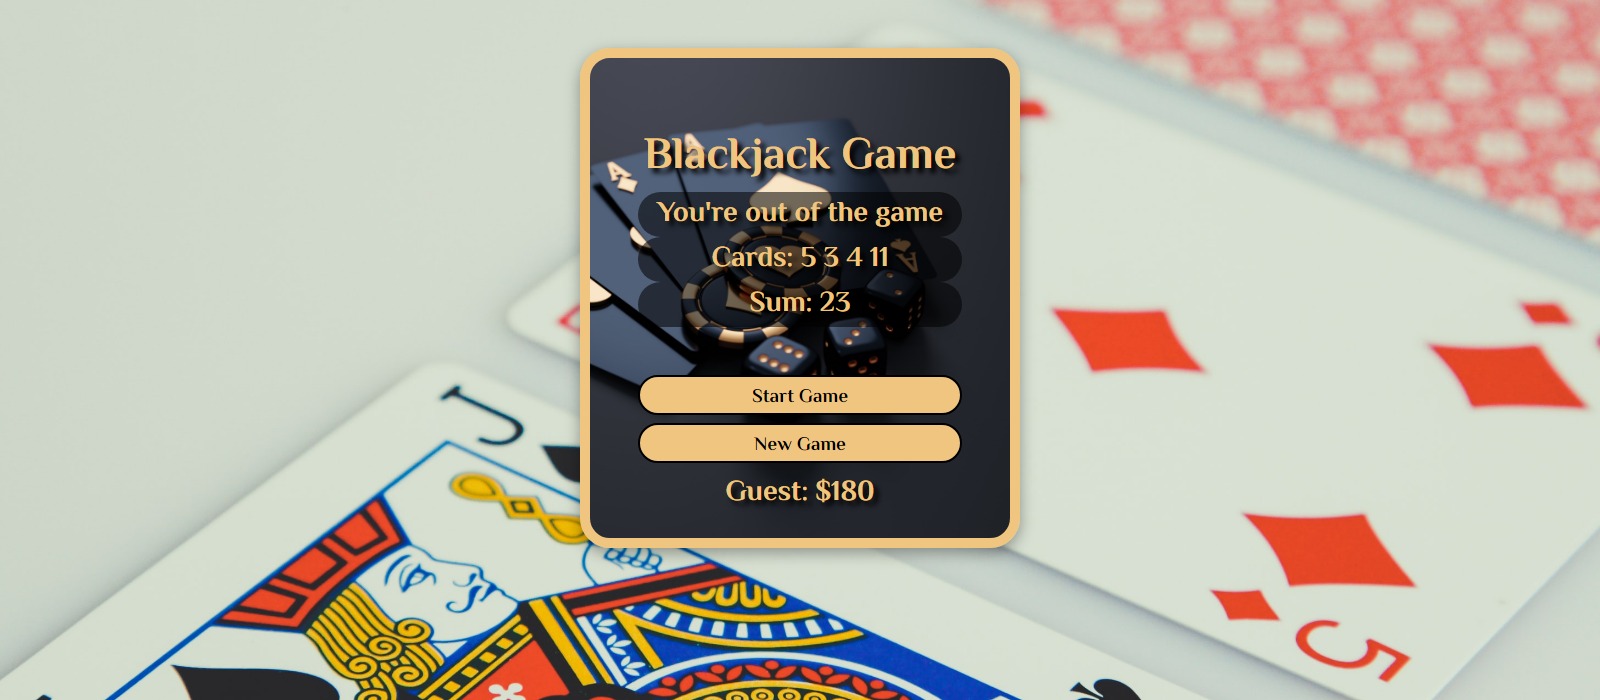 Blackjack Game
You're out of the game
Cards: 5 3 4 11
Sum: 23
Start Game
New Game
Guest: $180
J
5
A
A
A